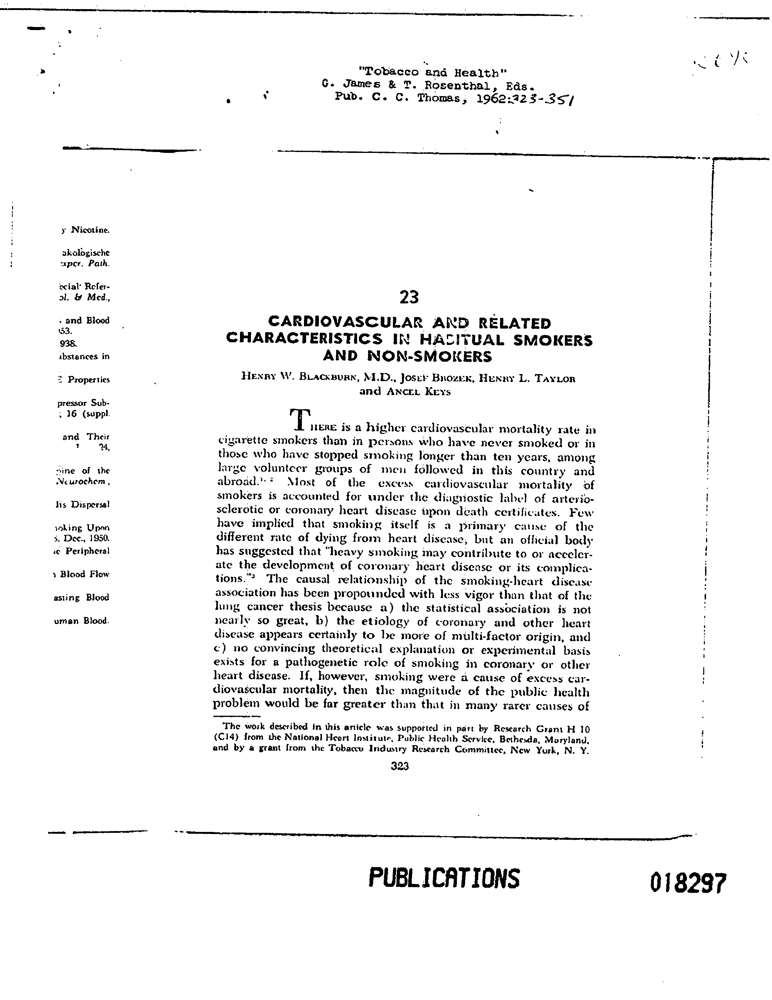 "Tobacco and Health"
G. James & T. Rosenthal, Eds.
Pub. C. C. Thomas, 1962:323-351
y Nicotine.
akologische
exper. Path.
ecial Refer-
ol. & Med.,
. and Blood
53.
938.
ibstances in
Properties
pressor Sub-
; 16 (suppl.
and Their
74,
pine of the
Neurochem,
Its Dispersal
noking Upon
s. Dec., 1950.
ic Peripheral
Blood Flow
asting Blood
uman Blood.
23
CARDIOVASCULAR AND RELATED
CHARACTERISTICS IN HABITUAL SMOKERS
AND NON-SMOKERS
HENRY W. BLACKBURN, M.D., JOSEF BROZEK, HENRY L. TAYLOR
and ANCEL KEYS
THERE is a higher cardiovascular mortality rate in
cigarette smokers than in persons who have never smoked or in
those who have stopped smoking longer than ten years, among
large volunteer groups of men followed in this country and
abroad.1, 2 Most of the excess cardiovascular mortality of
smokers is accounted for under the diagnostic label of arterio-
sclerotic or coronary heart disease upon death certificates. Few
have implied that smoking itself is a primary cause of the
different rate of dying from heart disease, but an official body
has suggested that "heavy smoking may contribute to or acceler-
ate the development of coronary heart disease or its complica-
tions."3 The causal relationship of the smoking-heart disease
association has been propounded with less vigor than that of the
lung cancer thesis because a) the statistical association is not
nearly so great, b) the etiology of coronary and other heart
disease appears certainly to be more of multi-factor origin, and
c) no convincing theoretical explanation or experimental basis
exists for a pathogenetic role of smoking in coronary or other
heart disease. If, however, smoking were a cause of excess car-
diovascular mortality, then the magnitude of the public health
problem would be far greater than that in many rarer causes of
The work described in this article was supported in part by Research Grant H 10
(C14) from the National Heart Institute, Public Health Service, Bethesda, Maryland,
and by a grant from the Tobacco Industry Research Committee, New York, N. Y.
323
PUBLICATIONS
018297